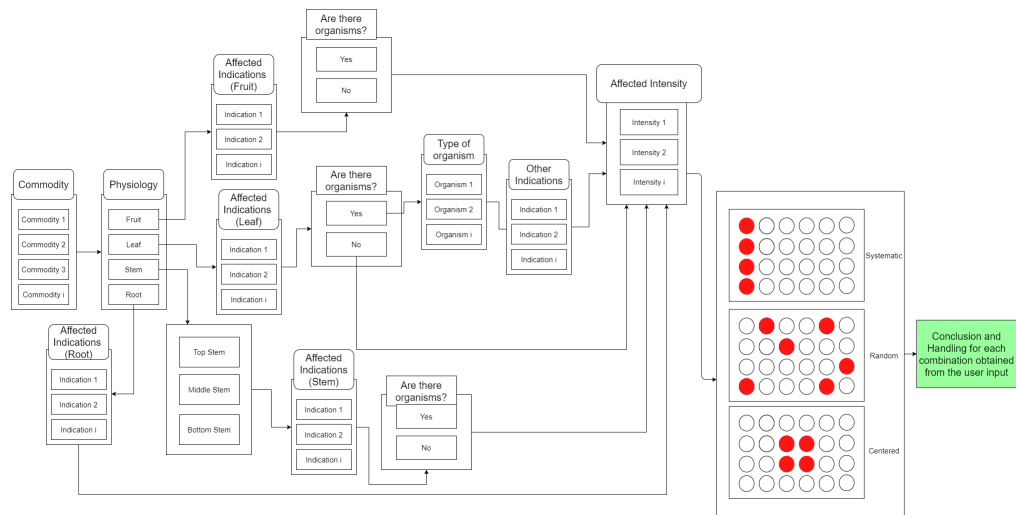 Are there
organisms?
Yes
No
Affected
Indications
(Fruit)
Indication 1
Indication 2
Indication i
Affected Intensity
Intensity 1
Intensity 2
Intensity i
Type of
organism
Organism 1
Organism 2
Organism i
Other
Indications
Indication 1
Indication 2
Indication i
Are there
organisms?
Yes
No
Commodity
Commodity 1
Commodity 2
Commodity 3
Commodity i
Physiology
Fruit
Leaf
Stem
Root
Affected
Indications
(Leaf)
Indication 1
Indication 2
Indication i
Affected
Indications
(Root)
Indication 1
Indication 2
Indication i
Top Stem
Middle Stem
Bottom Stem
Affected
Indications
(Stem)
Indication 1
Indication 2
Indication i
Are there
organisms?
Yes
No
Systematic
Random
Centered
Conclusion and
Handling for each
combination obtained
from the user input